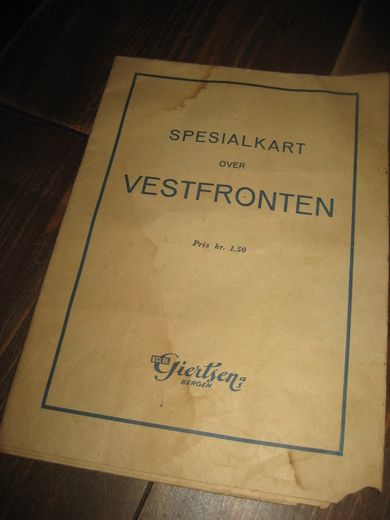 SPESIALKART
OVER
VESTFRONTEN
Pris kr. 1.50
ED.B. Giertsen A/S
BERGEN